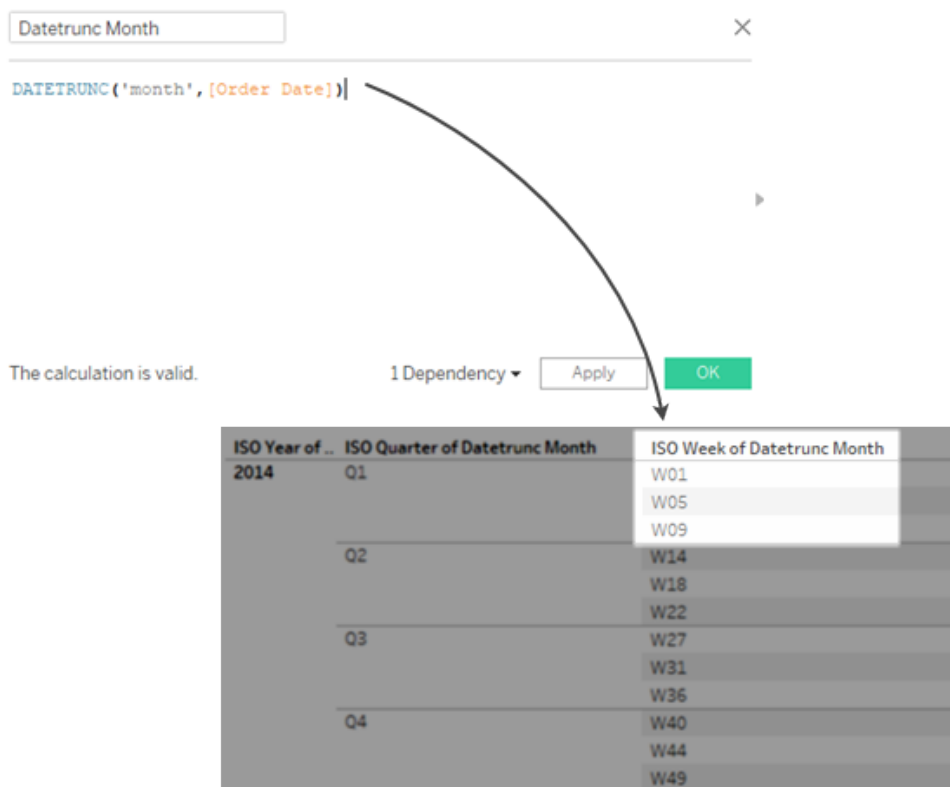 Datetrunc Month
DATETRUNC('month',[Order Date])
The calculation is valid. 1 Dependency Apply OK
ISO Year of .. ISO Quarter of Datetrunc Month ISO Week of Datetrunc Month
2014 Q1 W01
W05
W09
Q2 W14
W18
W22
Q3 W27
W31
W36
Q4 W40
W44
W49